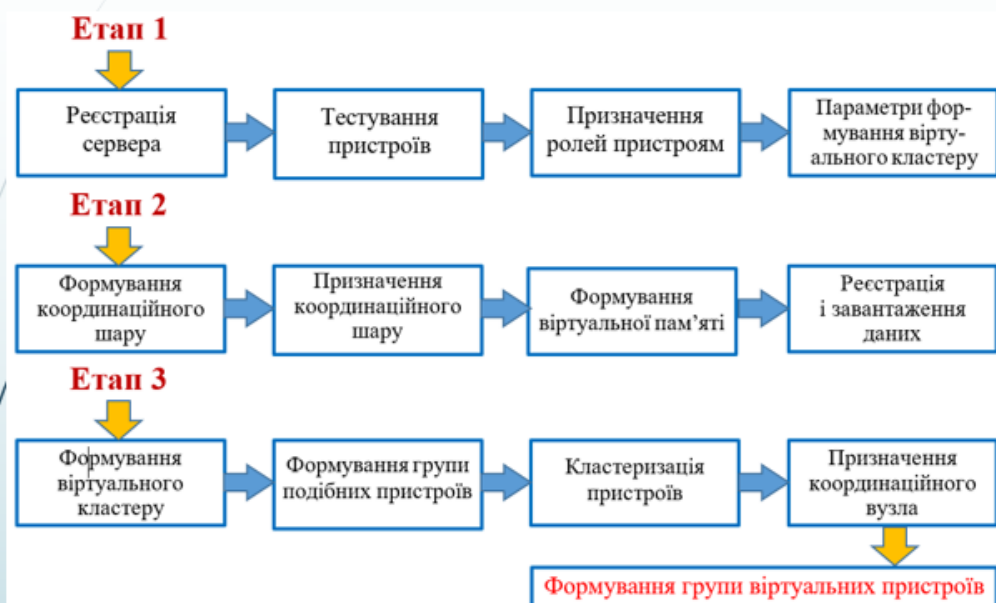 Етап 1
Реєстрація
сервера
Тестування
пристроїв
Призначення
ролей пристроям
Параметри фор-
мування вірту-
ального кластеру
Етап 2
Формування
координаційного
шару
Призначення
координаційного
шару
Формування
віртуальної пам’яті
Реєстрація
і завантаження
даних
Етап 3
Формування
віртуального
кластеру
Формування групи
подібних пристроїв
Кластеризація
пристроїв
Призначення
координаційного
вузла
Формування групи віртуальних пристроїв